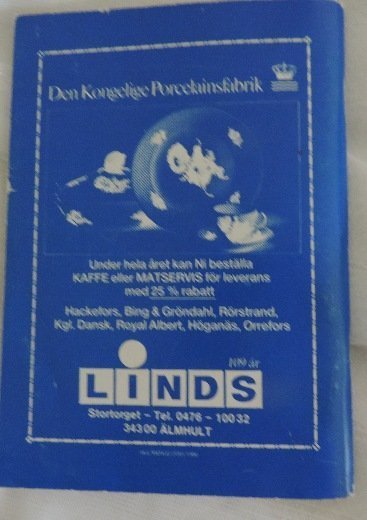 Den Kongelige Porcelainsfabrik
Under hela året kan Ni beställa
KAFFE eller MATSERVIS för leverans
med 25 % rabatt
Hackefors, Bing & Gröndahl, Rörstrand,
Kgl. Dansk, Royal Albert, Höganäs, Orrefors
109 år
LINDS
Stortorget – Tel. 0476 – 100 32
343 00 ÄLMHULT